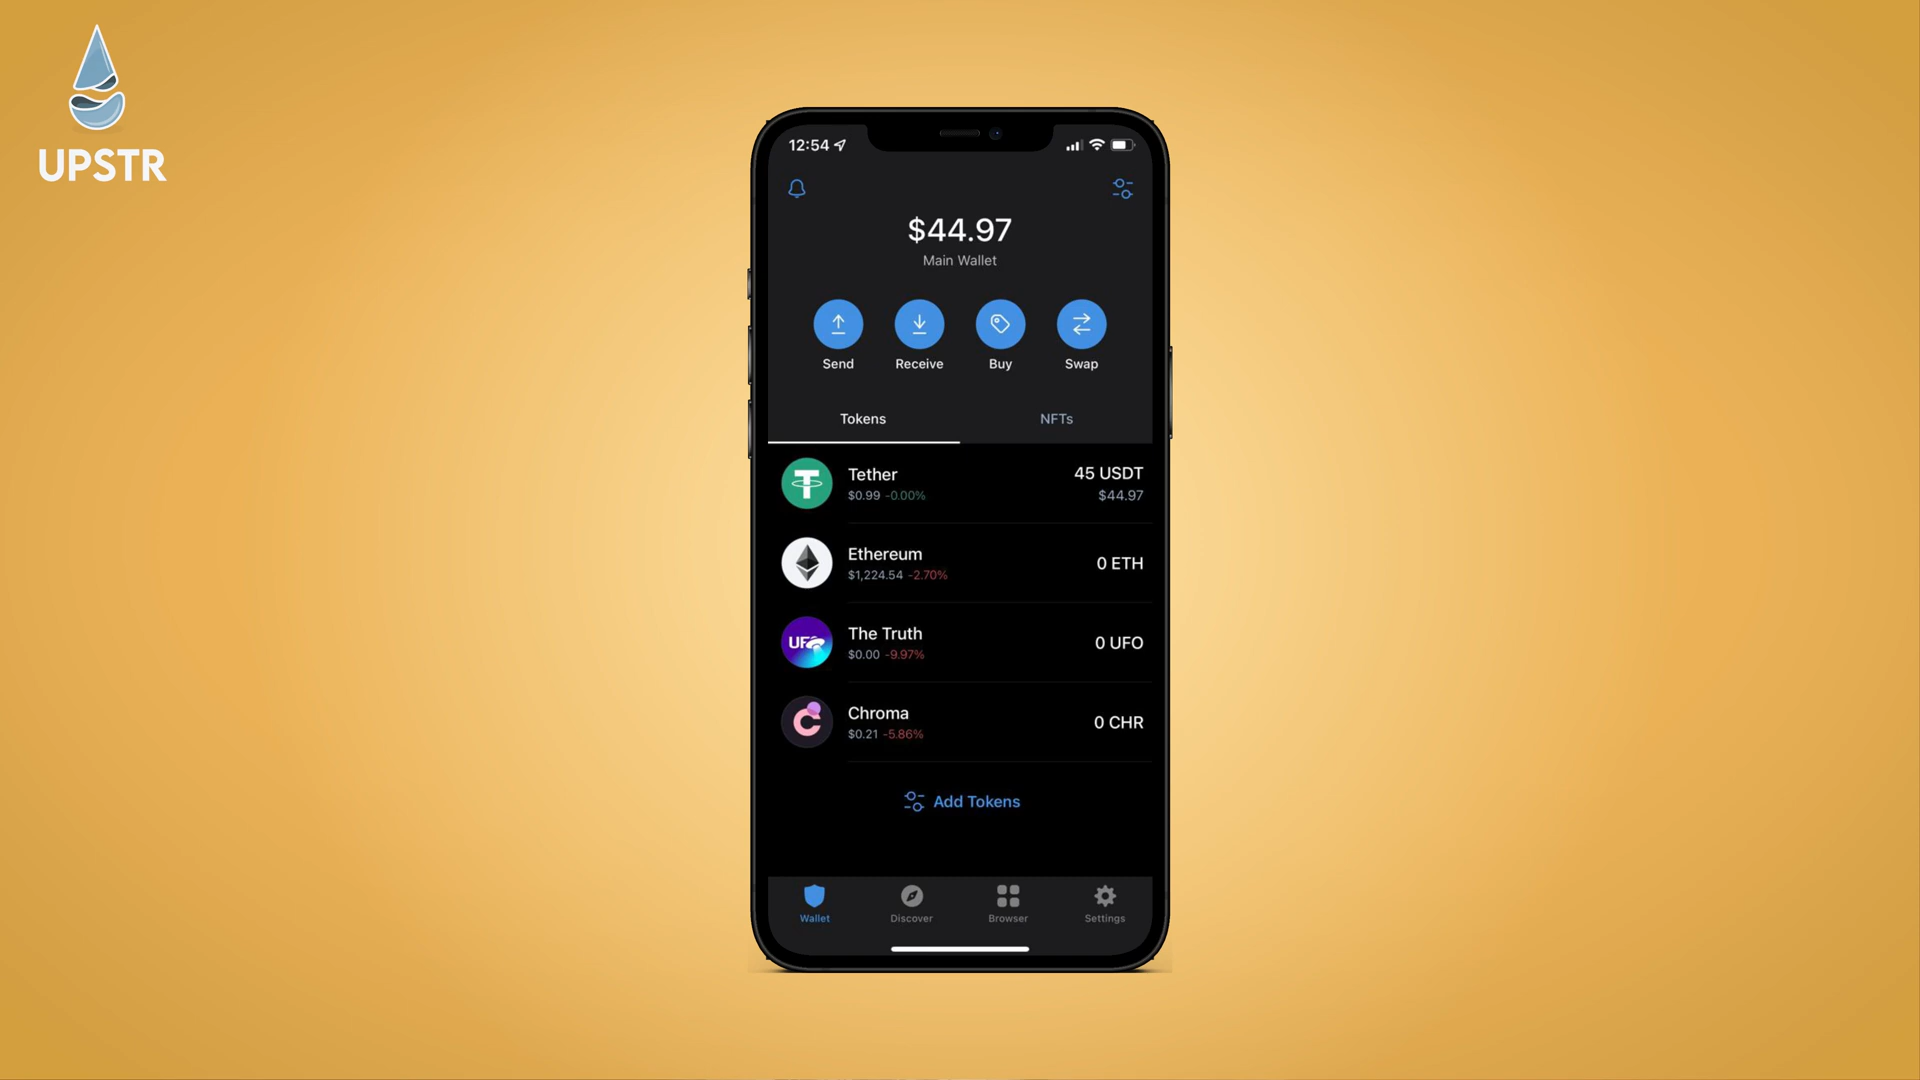 UPSTR
12:54
$44.97
Main Wallet
Send Receive Buy Swap
Tokens NFTs
Tether 45 USDT
$0.99 -0.00% $44.97
Ethereum 0 ETH
$1,224.54 -2.70%
UFO
The Truth 0 UFO
$0.00 -9.97%
Chroma 0 CHR
$0.21 -5.86%
Add Tokens
Wallet Discover Browser Settings